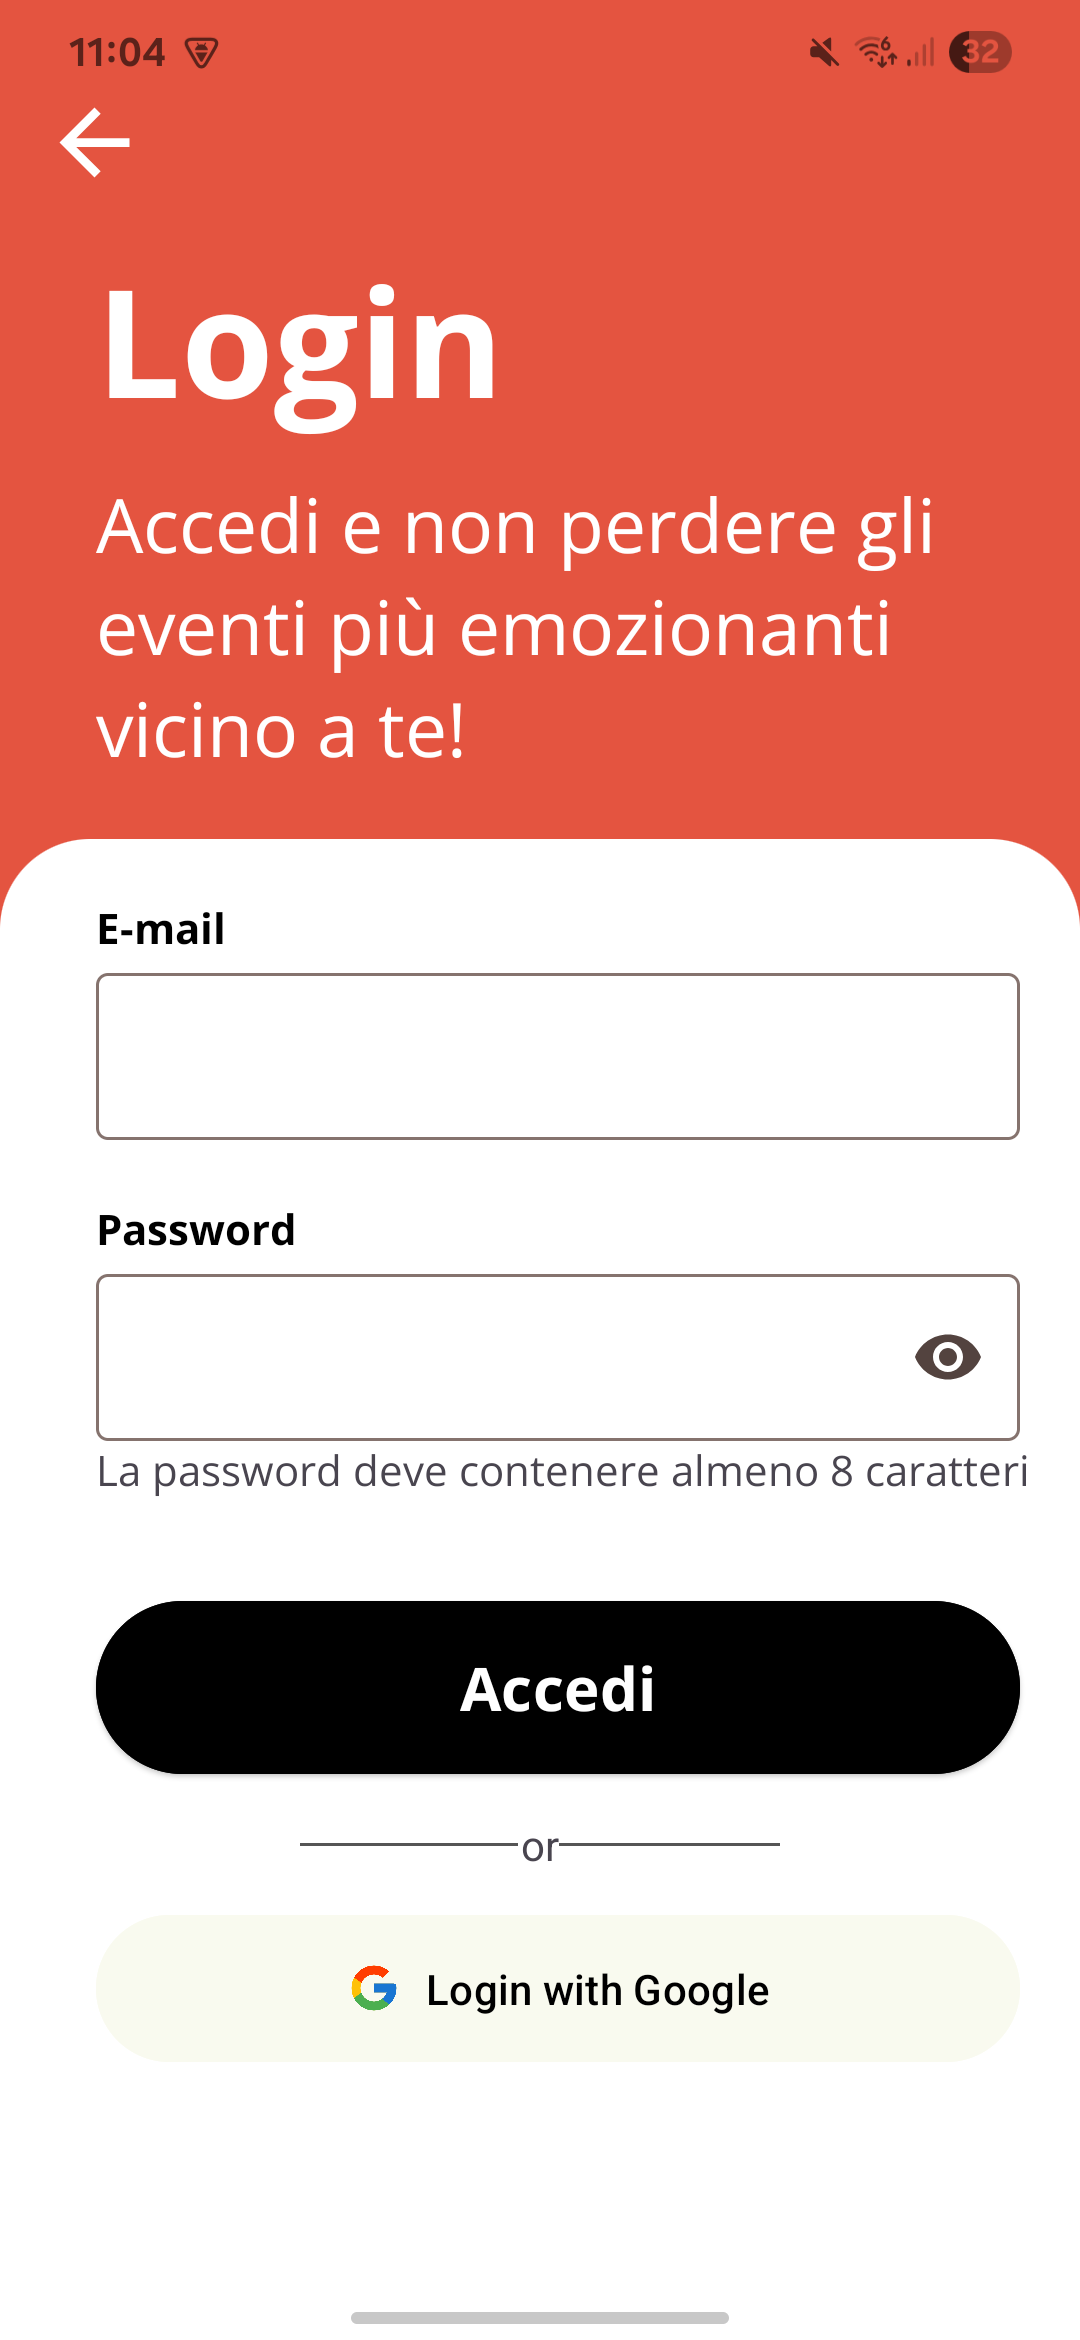 11:04
6
32
Login
Accedi e non perdere gli
eventi più emozionanti
vicino a te!
E-mail
Password
La password deve contenere almeno 8 caratteri
Accedi
or
Login with Google